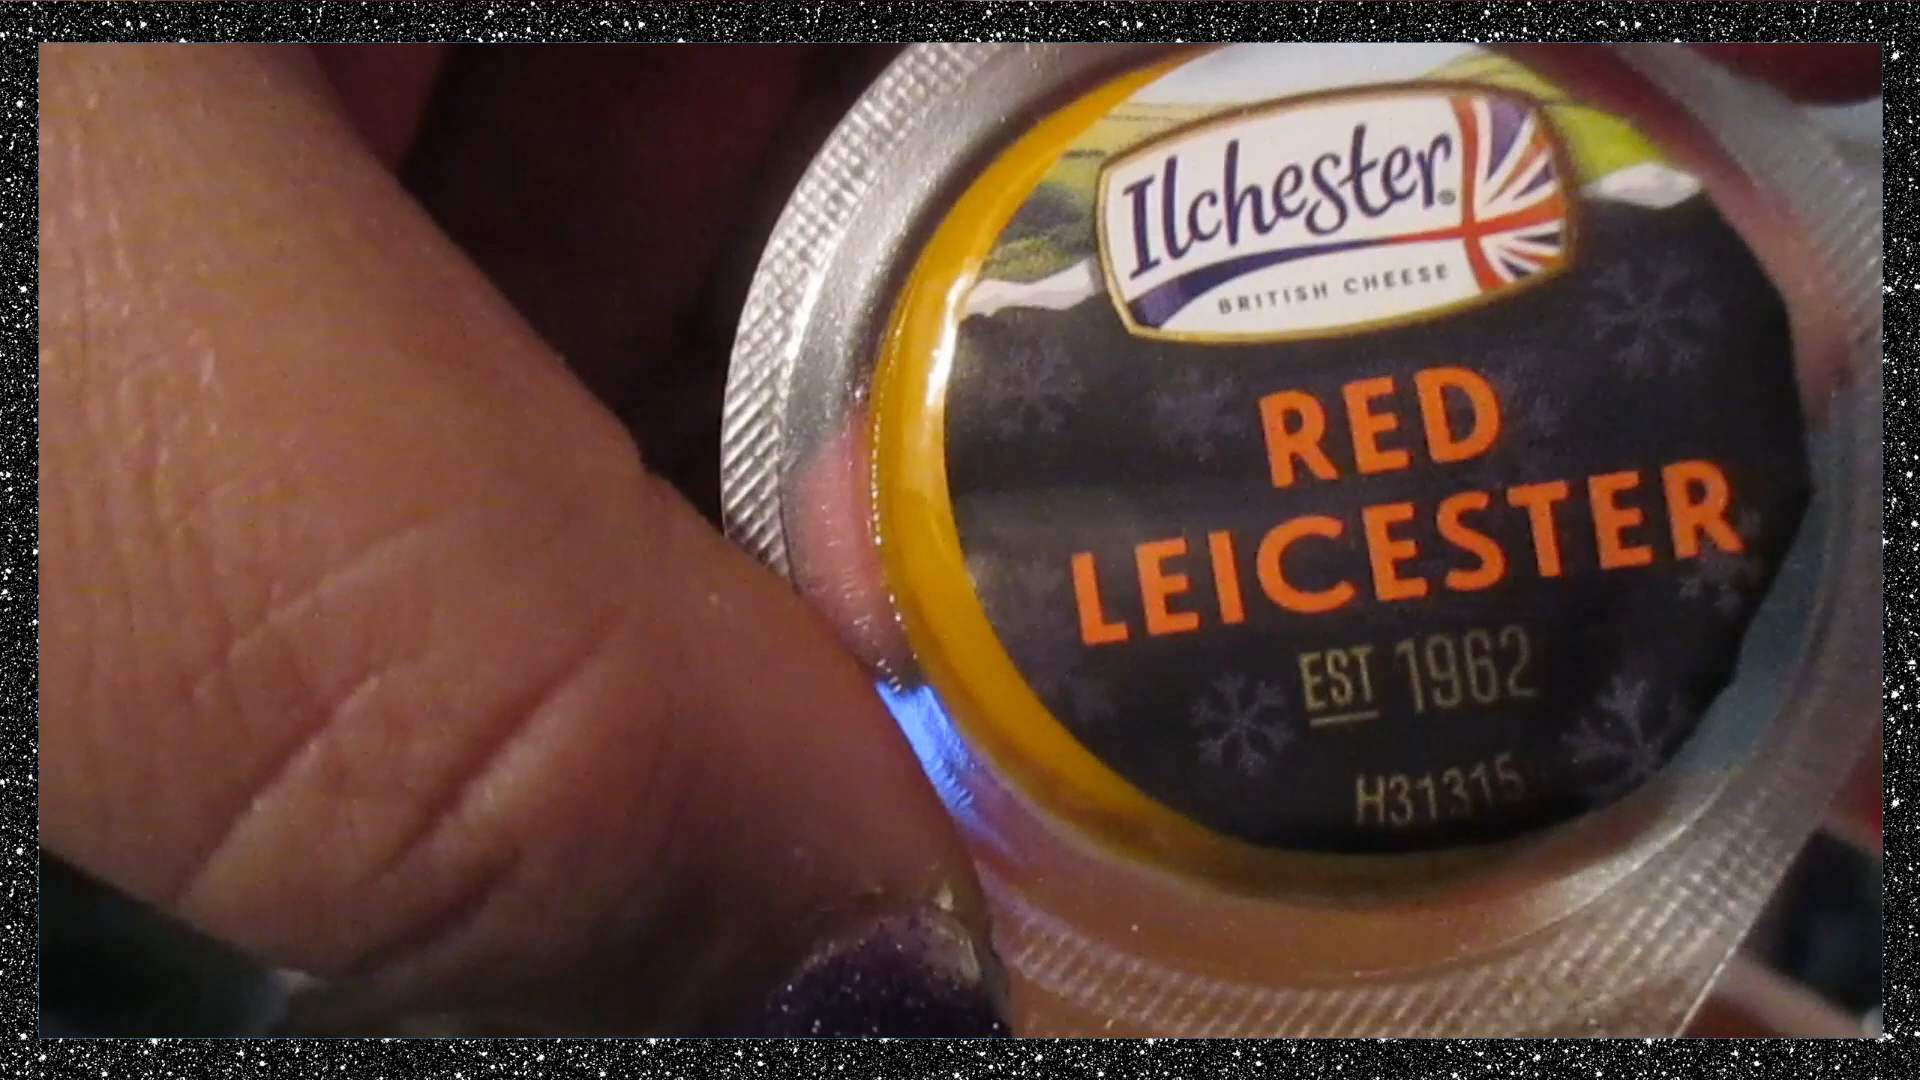 Ilchester®
BRITISH CHEESE
RED
LEICESTER
EST 1962
H31315